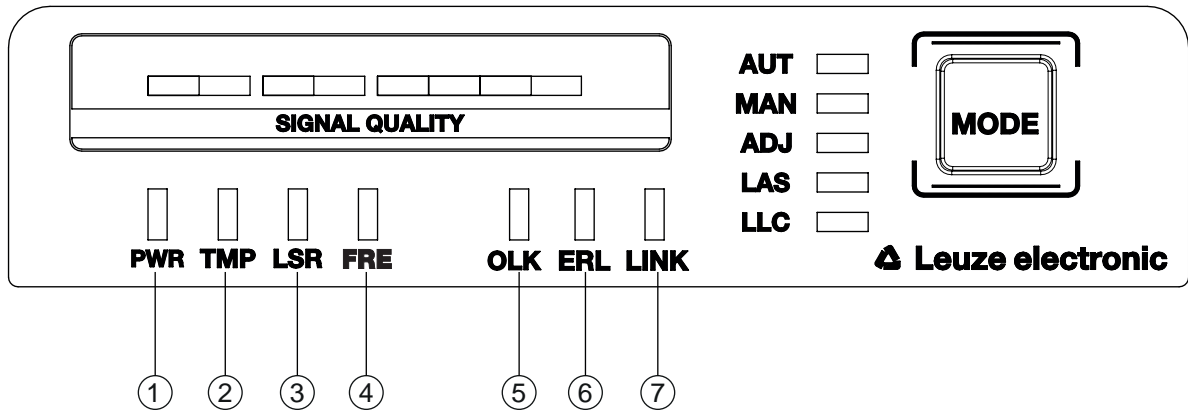 SIGNAL QUALITY
AUT
MAN
ADJ
LAS
LLC
MODE
PWR TMP LSR FRE OLK ERL LINK
Leuze electronic
1 2 3 4 5 6 7